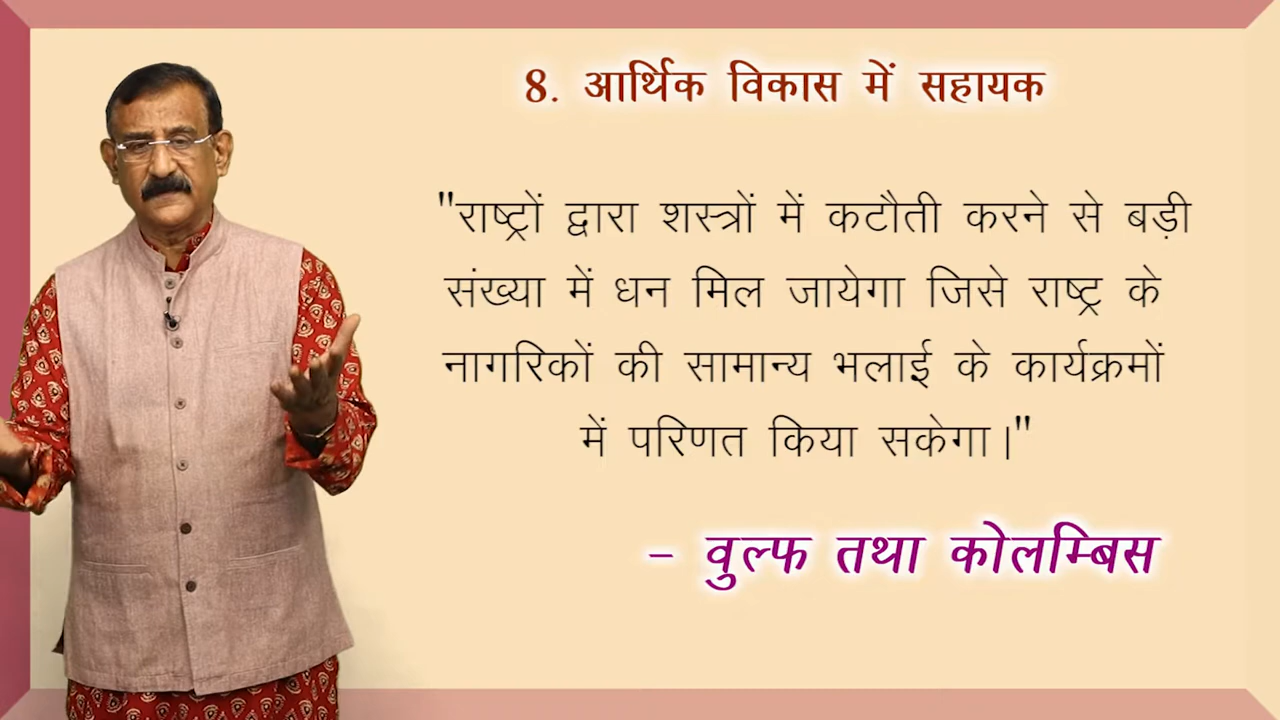 8. आर्थिक विकास में सहायक
"राष्ट्रों द्वारा शस्त्रों में कटौती करने से बड़ी
संख्या में धन मिल जायेगा जिसे राष्ट्र के
नागरिकों की सामान्य भलाई के कार्यक्रमों
में परिणत किया सकेगा।"
– वुल्फ तथा कोलम्बिस